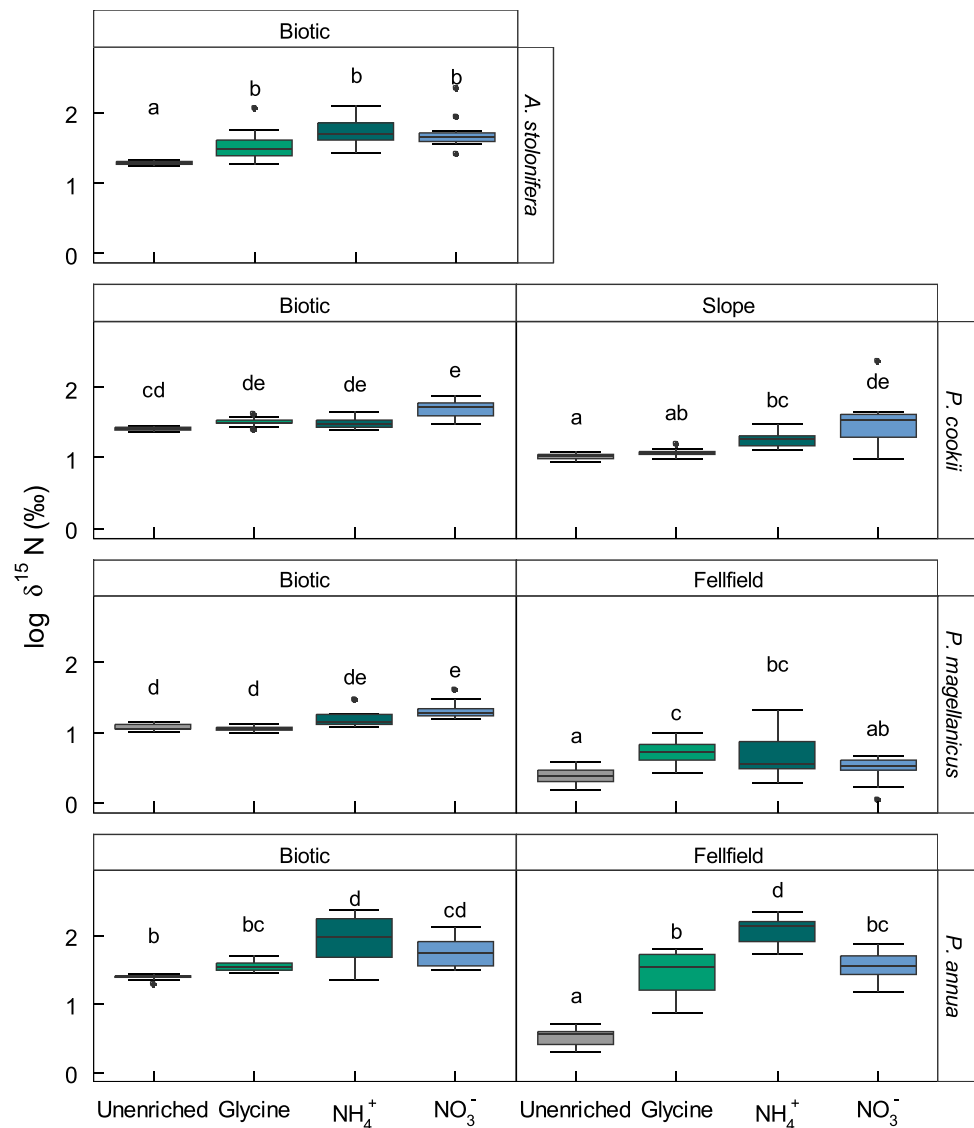 Biotic
a b b b
A. stolonifera
2
1
0
Biotic Slope
cd de de e a ab bc de
P. cookii
2
1
0
log δ¹⁵ N (‰)
Biotic Fellfield
d d de e a c bc ab
P. magellanicus
2
1
0
Biotic Fellfield
b bc d cd a b d bc
P. annua
2
1
0
Unenriched Glycine NH₄⁺ NO₃⁻ Unenriched Glycine NH₄⁺ NO₃⁻